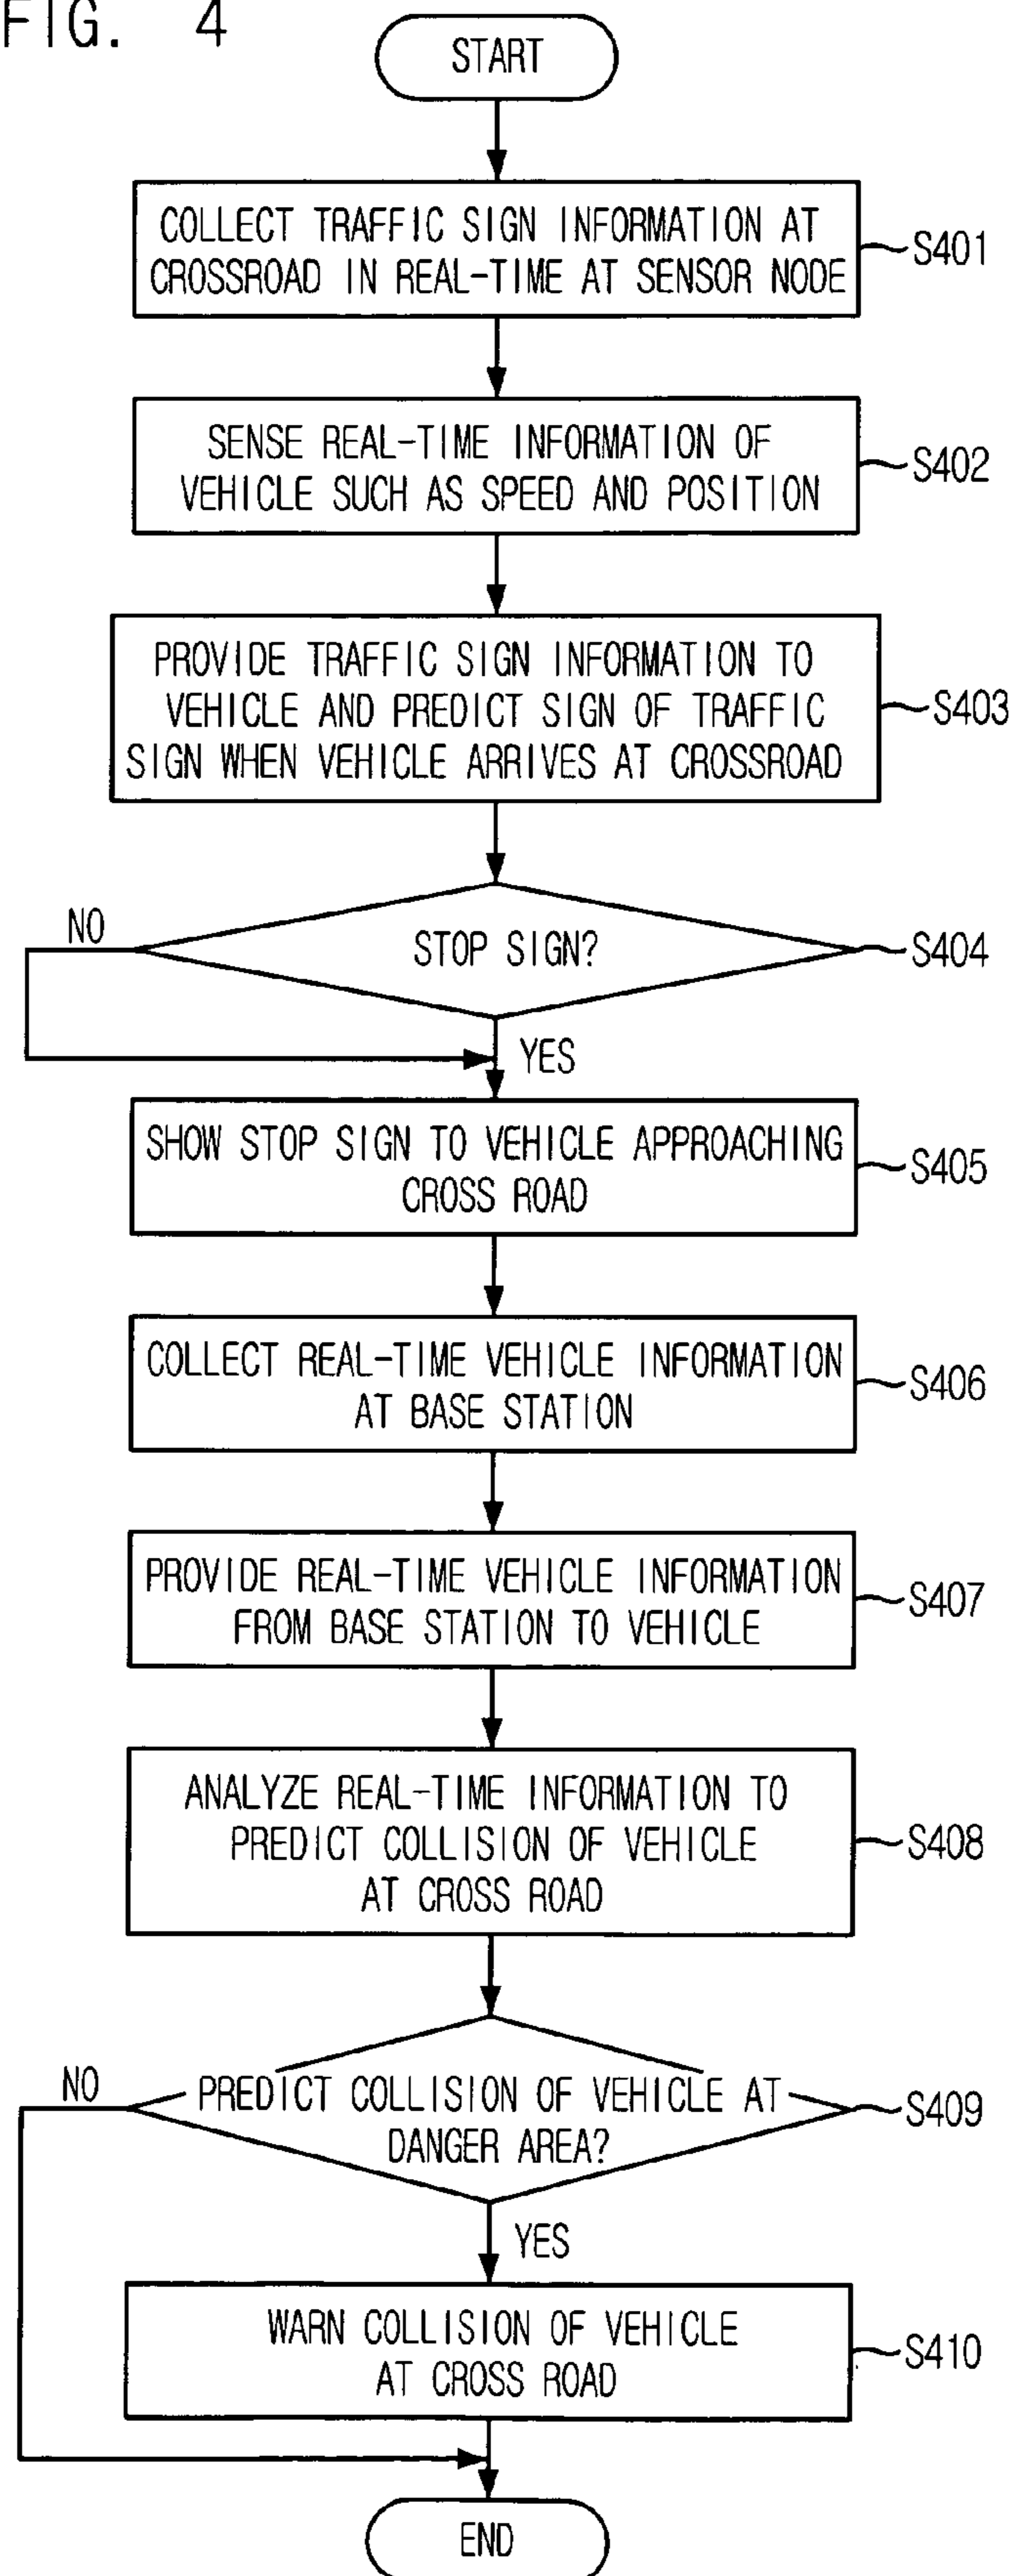 FIG. 4
START
COLLECT TRAFFIC SIGN INFORMATION AT
CROSSROAD IN REAL-TIME AT SENSOR NODE
S401
SENSE REAL-TIME INFORMATION OF
VEHICLE SUCH AS SPEED AND POSITION
S402
PROVIDE TRAFFIC SIGN INFORMATION TO
VEHICLE AND PREDICT SIGN OF TRAFFIC
SIGN WHEN VEHICLE ARRIVES AT CROSSROAD
S403
NO
STOP SIGN?
S404
YES
SHOW STOP SIGN TO VEHICLE APPROACHING
CROSS ROAD
S405
COLLECT REAL-TIME VEHICLE INFORMATION
AT BASE STATION
S406
PROVIDE REAL-TIME VEHICLE INFORMATION
FROM BASE STATION TO VEHICLE
S407
ANALYZE REAL-TIME INFORMATION TO
PREDICT COLLISION OF VEHICLE
AT CROSS ROAD
S408
NO
PREDICT COLLISION OF VEHICLE AT
DANGER AREA?
S409
YES
WARN COLLISION OF VEHICLE
AT CROSS ROAD
S410
END